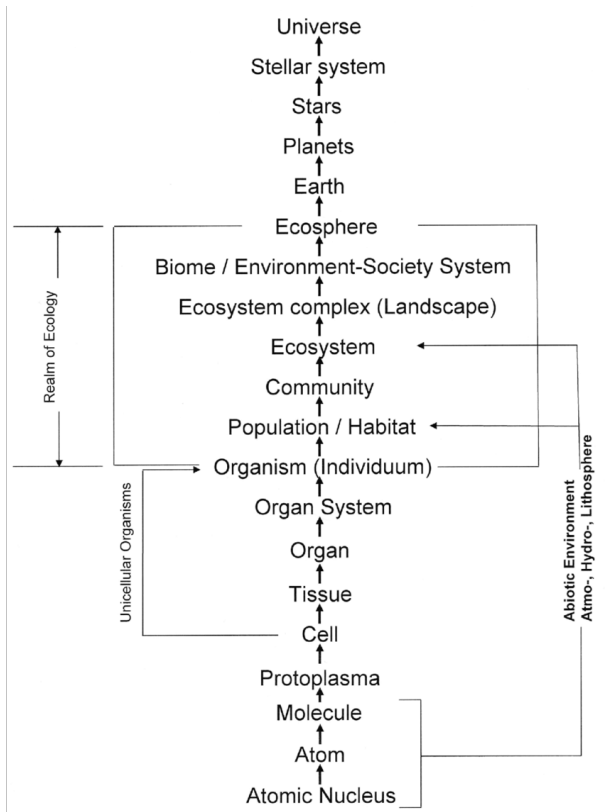 Universe
Stellar system
Stars
Planets
Earth
Ecosphere
Biome / Environment-Society System
Ecosystem complex (Landscape)
Ecosystem
Community
Population / Habitat
Organism (Individuum)
Organ System
Organ
Tissue
Cell
Protoplasma
Molecule
Atom
Atomic Nucleus
Realm of Ecology
Unicellular Organisms
Abiotic Environment
Atmo-, Hydro-, Lithosphere